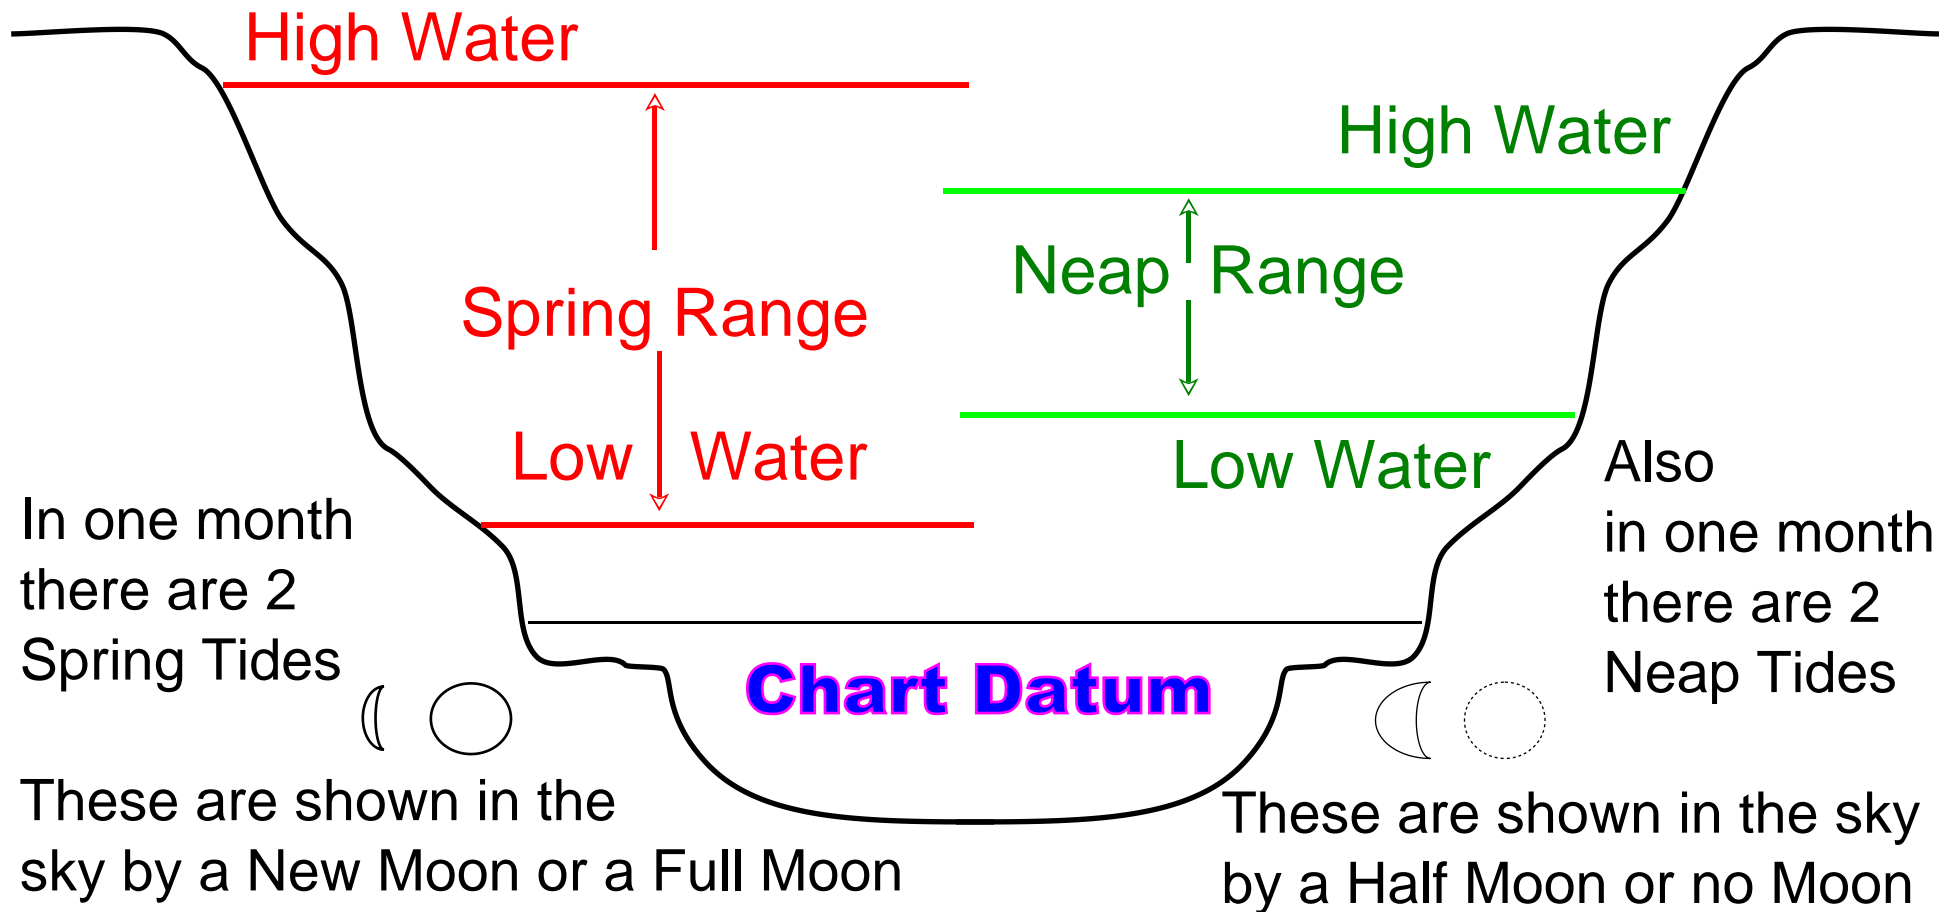 High Water
High Water
Neap Range
Spring Range
Low Water
Low Water
In one month
there are 2
Spring Tides
Also
in one month
there are 2
Neap Tides
Chart Datum
These are shown in the
sky by a New Moon or a Full Moon
These are shown in the sky
by a Half Moon or no Moon